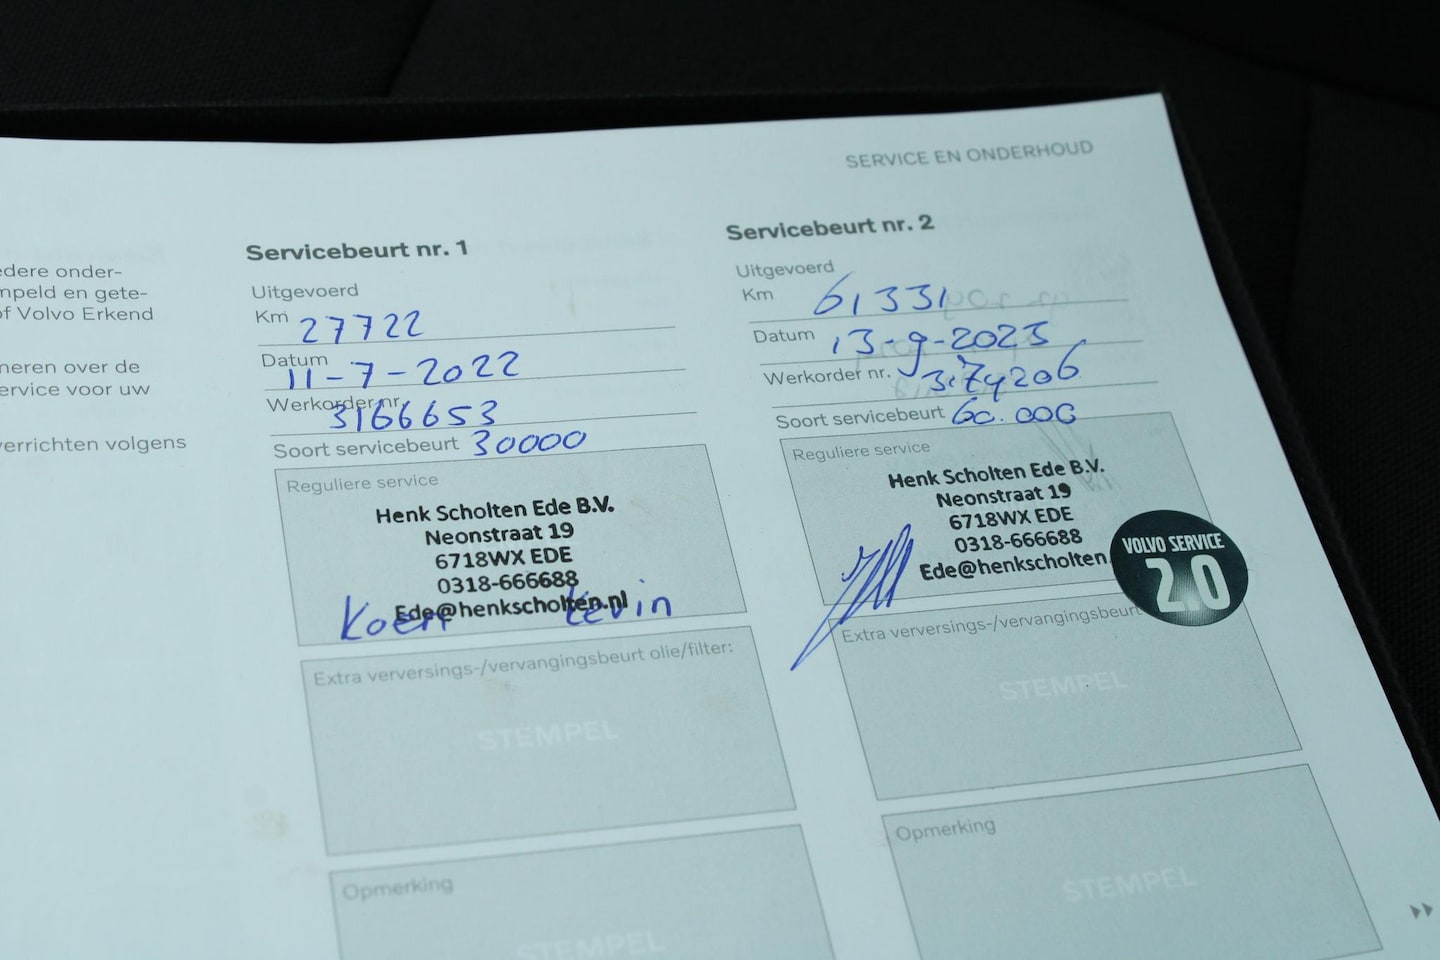 SERVICE EN ONDERHOUD
edere onder-
mpeld en gete-
of Volvo Erkend
neren over de
ervice voor uw
verrichten volgens
Servicebeurt nr. 1
Uitgevoerd
Km 27722
Datum 11-7-2022
Werkorder nr. 3166653
Soort servicebeurt 30000
Reguliere service
Henk Scholten Ede B.V.
Neonstraat 19
6718WX EDE
0318-666688
Ede@henkscholten.nl
Koen Kevin
Extra verversings-/vervangingsbeurt olie/filter:
STEMPEL
Opmerking
STEMPEL
Servicebeurt nr. 2
Uitgevoerd
Km 61331
Datum 13-9-2023
Werkorder nr. 3174206
Soort servicebeurt 60.000
Reguliere service
Henk Scholten Ede B.V.
Neonstraat 19
6718WX EDE
0318-666688
Ede@henkscholten.
VOLVO SERVICE
2.0
Extra verversings-/vervangingsbeurt
STEMPEL
Opmerking
STEMPEL